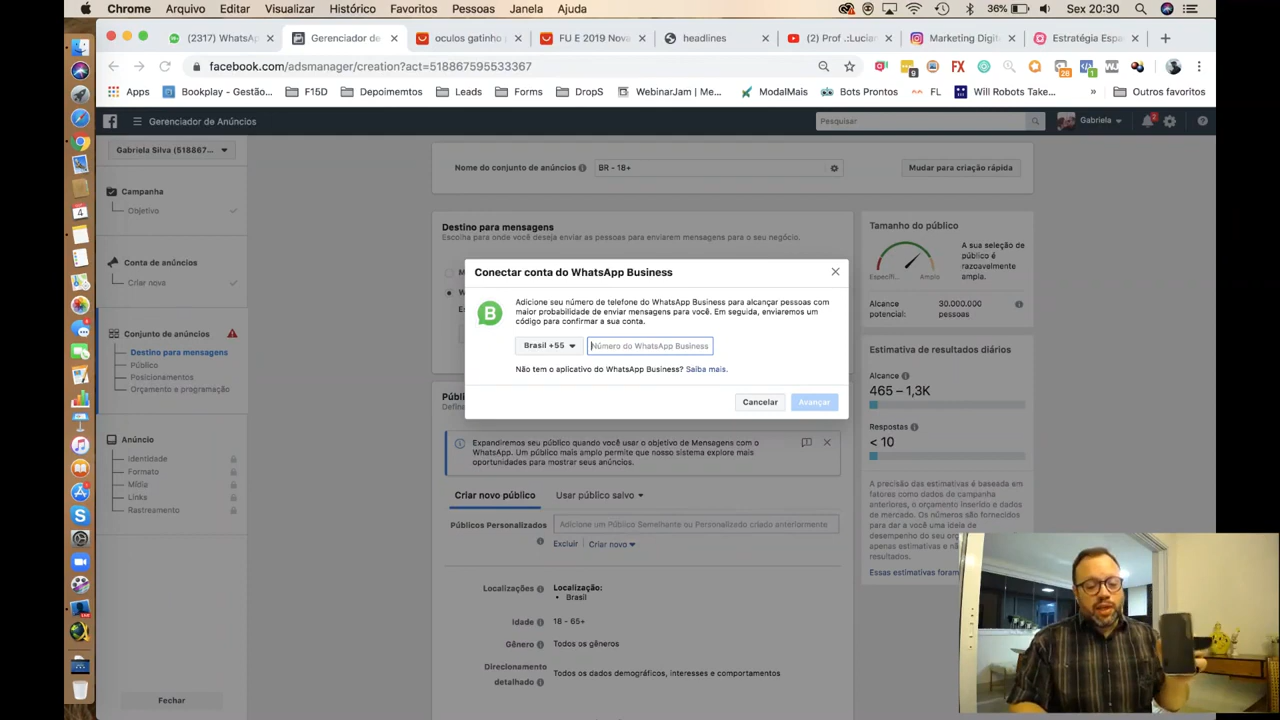 Chrome Arquivo Editar Visualizar Histórico Favoritos Pessoas Janela Ajuda 36% Sex 20:30
(2317) WhatsA
Gerenciador de
oculos gatinho
FU E 2019 Nova
headlines
(2) Prof .:Lucian
Marketing Digit
Estratégia Espa
facebook.com/adsmanager/creation?act=518867595533367
Apps Bookplay - Gestão... F15D Depoimentos Leads Forms DropS WebinarJam | Me... ModalMais Bots Prontos FL Will Robots Take... » Outros favoritos
Gerenciador de Anúncios
Pesquisar
Gabriela
Gabriela Silva (518867...
Campanha
Objetivo
Conta de anúncios
Criar nova
Conjunto de anúncios
Destino para mensagens
Público
Posicionamentos
Orçamento e programação
Anúncio
Identidade
Formato
Mídia
Links
Rastreamento
Fechar
Nome do conjunto de anúncios
BR - 18+
Mudar para criação rápida
Destino para mensagens
Escolha para onde você deseja enviar as pessoas para enviarem mensagens para o seu negócio.
Conectar conta do WhatsApp Business
Adicione seu número de telefone do WhatsApp Business para alcançar pessoas com
maior probabilidade de enviar mensagens para você. Em seguida, enviaremos um
código para confirmar a sua conta.
Brasil +55
Número do WhatsApp Business
Não tem o aplicativo do WhatsApp Business? Saiba mais.
Cancelar
Avançar
Expandiremos seu público quando você usar o objetivo de Mensagens com o
WhatsApp. Um público mais amplo permite que nosso sistema explore mais
oportunidades para mostrar seus anúncios.
Criar novo público
Usar público salvo
Públicos Personalizados
Adicione um Púbico Semelhante ou Personalizado criado anteriormente
Excluir
Criar novo
Localizações
Localização:
Brasil
Idade
18 - 65+
Gênero
Todos os gêneros
Direcionamento
detalhado
Todos os dados demográficos, interesses e comportamentos
Tamanho do público
A sua seleção de
público é
razoavelmente
ampla.
Específi...
Ampla
Alcance
potencial:
30.000.000
pessoas
Estimativa de resultados diários
Alcance
465 – 1,3K
Respostas
< 10
A precisão das estimativas é baseada em
fatores como dados de campanha
anteriores, o orçamento inserido e dados
de mercado. Os números são fornecidos
para dar a você uma ideia de
desempenho do seu orç
apenas estimativas e nã
resultados.
Essas estimativas foram